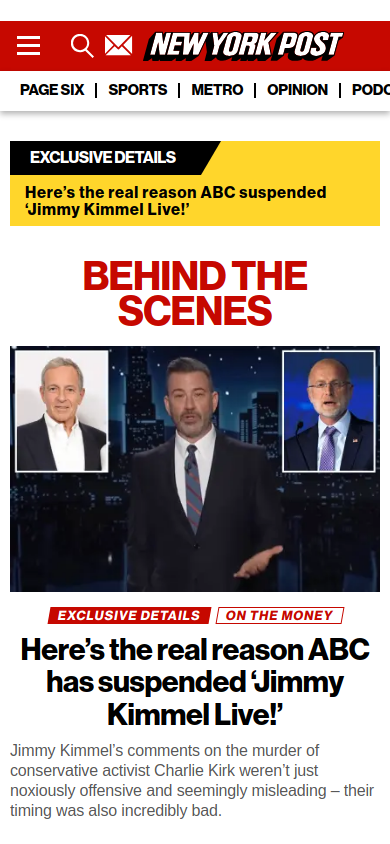 NEW YORK POST
PAGE SIX | SPORTS | METRO | OPINION | PODC
EXCLUSIVE DETAILS
Here’s the real reason ABC suspended
‘Jimmy Kimmel Live!’
BEHIND THE
SCENES
EXCLUSIVE DETAILS
ON THE MONEY
Here’s the real reason ABC
has suspended ‘Jimmy
Kimmel Live!’
Jimmy Kimmel’s comments on the murder of
conservative activist Charlie Kirk weren’t just
noxiously offensive and seemingly misleading – their
timing was also incredibly bad.